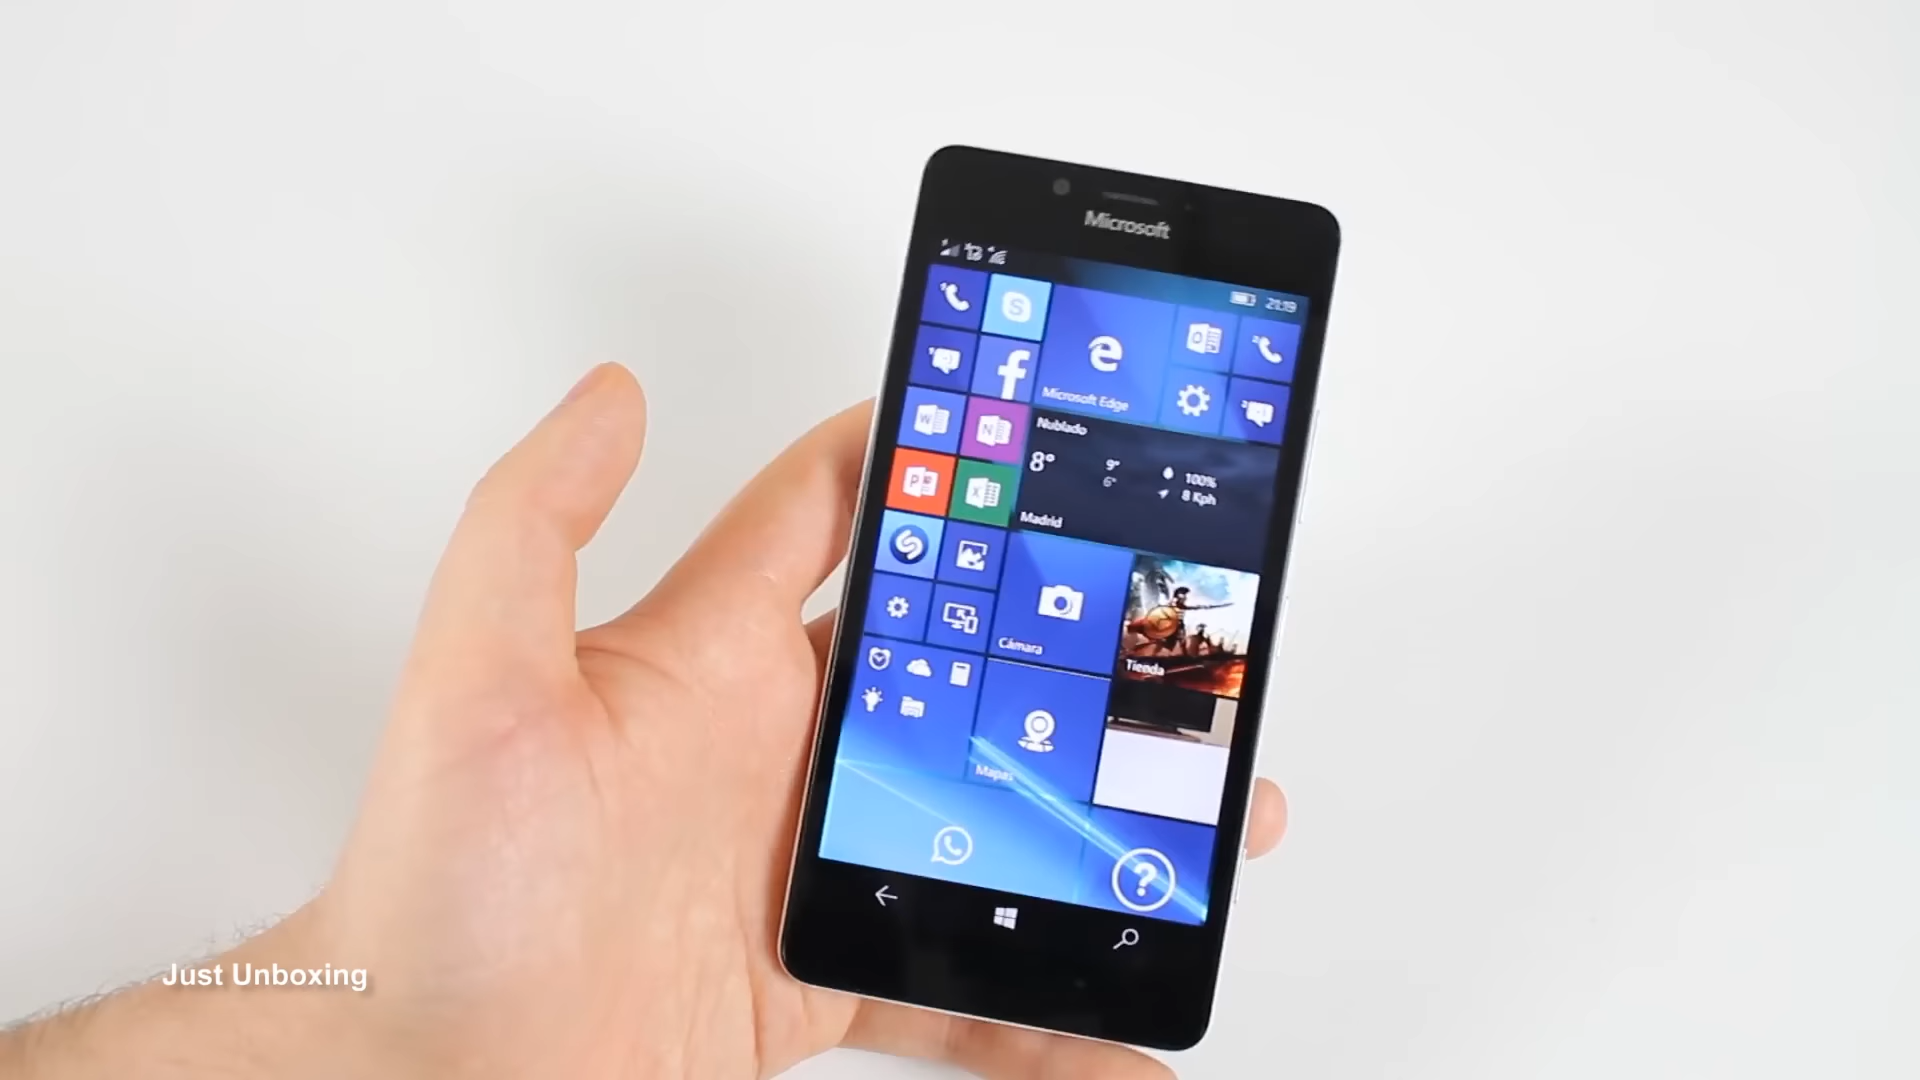 Microsoft
21:19
Microsoft Edge
Nublado
8°
9°
6°
100%
8 Kph
Madrid
Cámara
Tienda
Mapas
Just Unboxing